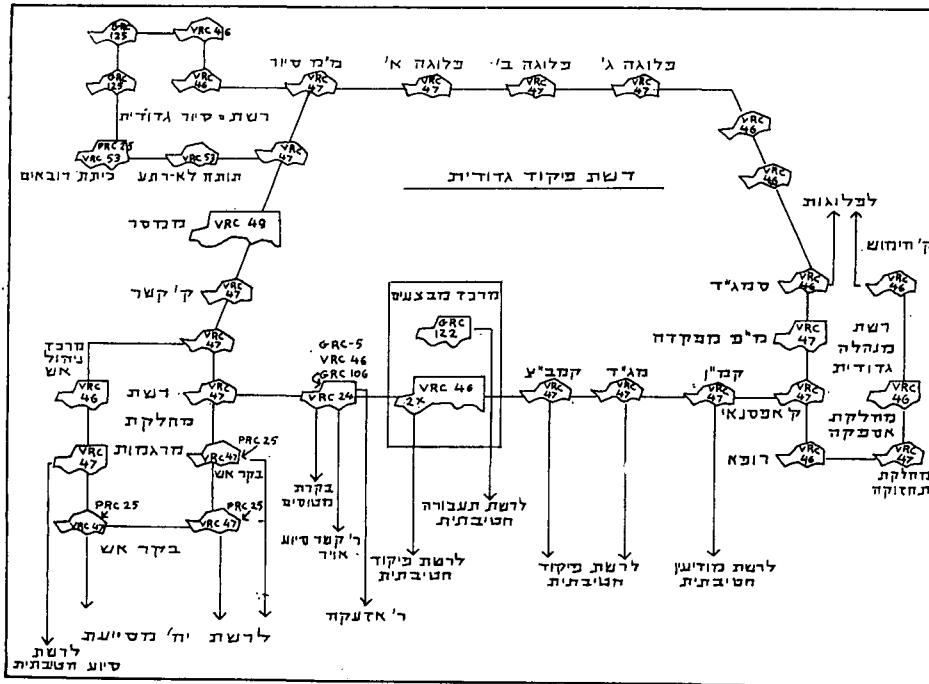 GRC 125
VRC 46
GRC 125
VRC 46
מ"מ סיור
VRC 47
פלוגה א'
VRC 47
פלוגה ב'
VRC 47
פלוגה ג'
VRC 47
רשת סיור גדודית
PRC 25
VRC 53
כיתת רובאים
VRC 53
תותח לא-רתע
VRC 47
VRC 46
VRC 46
רשת פיקוד גדודית
לפלוגות
ממסר
VRC 49
ק' חימוש
VRC 46
ק' קשר
VRC 47
סמג"ד
VRC 46
מרכז מבצעים
GRC 122
מ"פ מפקדה
VRC 47
רשת
מנהלה
גדודית
VRC 47
מרכז
ניהול
אש
VRC 46
GRC-5
VRC 46
GRC 106
VRC 24
VRC 46
2X
קמב"צ
VRC 47
מג"ד
VRC 47
קמ"ן
VRC 47
ק' אפסנאי
VRC 47
מחלקת
אספקה
VRC 46
רשת
מחלקת
מרגמות
VRC 47
VRC 47
PRC 25
VRC 47
בקר אש
רופא
VRC 46
VRC 47
מחלקת
תחזוקה
PRC 25
VRC 47
PRC 25
VRC 47
בקר אש
בקרת
מטוסים
ר' קשר סיוע
אויר
ר' אזעקה
לרשת תעבורה
חטיבתית
לרשת פיקוד
חטיבתית
לרשת פיקוד
חטיבתית
לרשת מודיעין
חטיבתית
לרשת יח' מסייעת
לרשת
סיוע חטיבתית